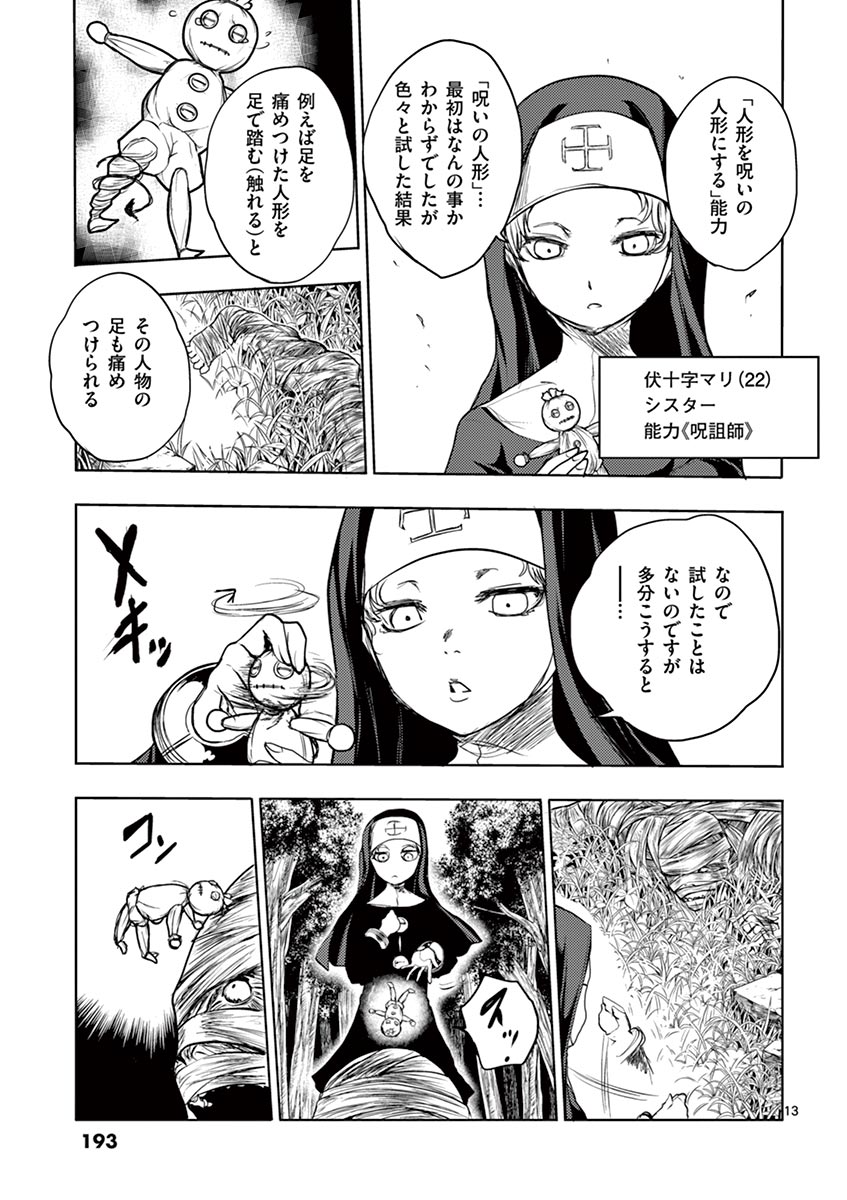 「人形を呪いの
人形にする」能力
「呪いの人形」…
最初はなんの事か
わからずでしたが
色々と試した結果
伏十字マリ（22）
シスター
能力《呪詛師》
例えば足を
痛めつけた人形を
足で踏む（触れる）と
その人物の
足も痛め
つけられる
なので
試したことは
ないのですが
多分こうすると
━━…
メキッ
ス…
コン
13
193